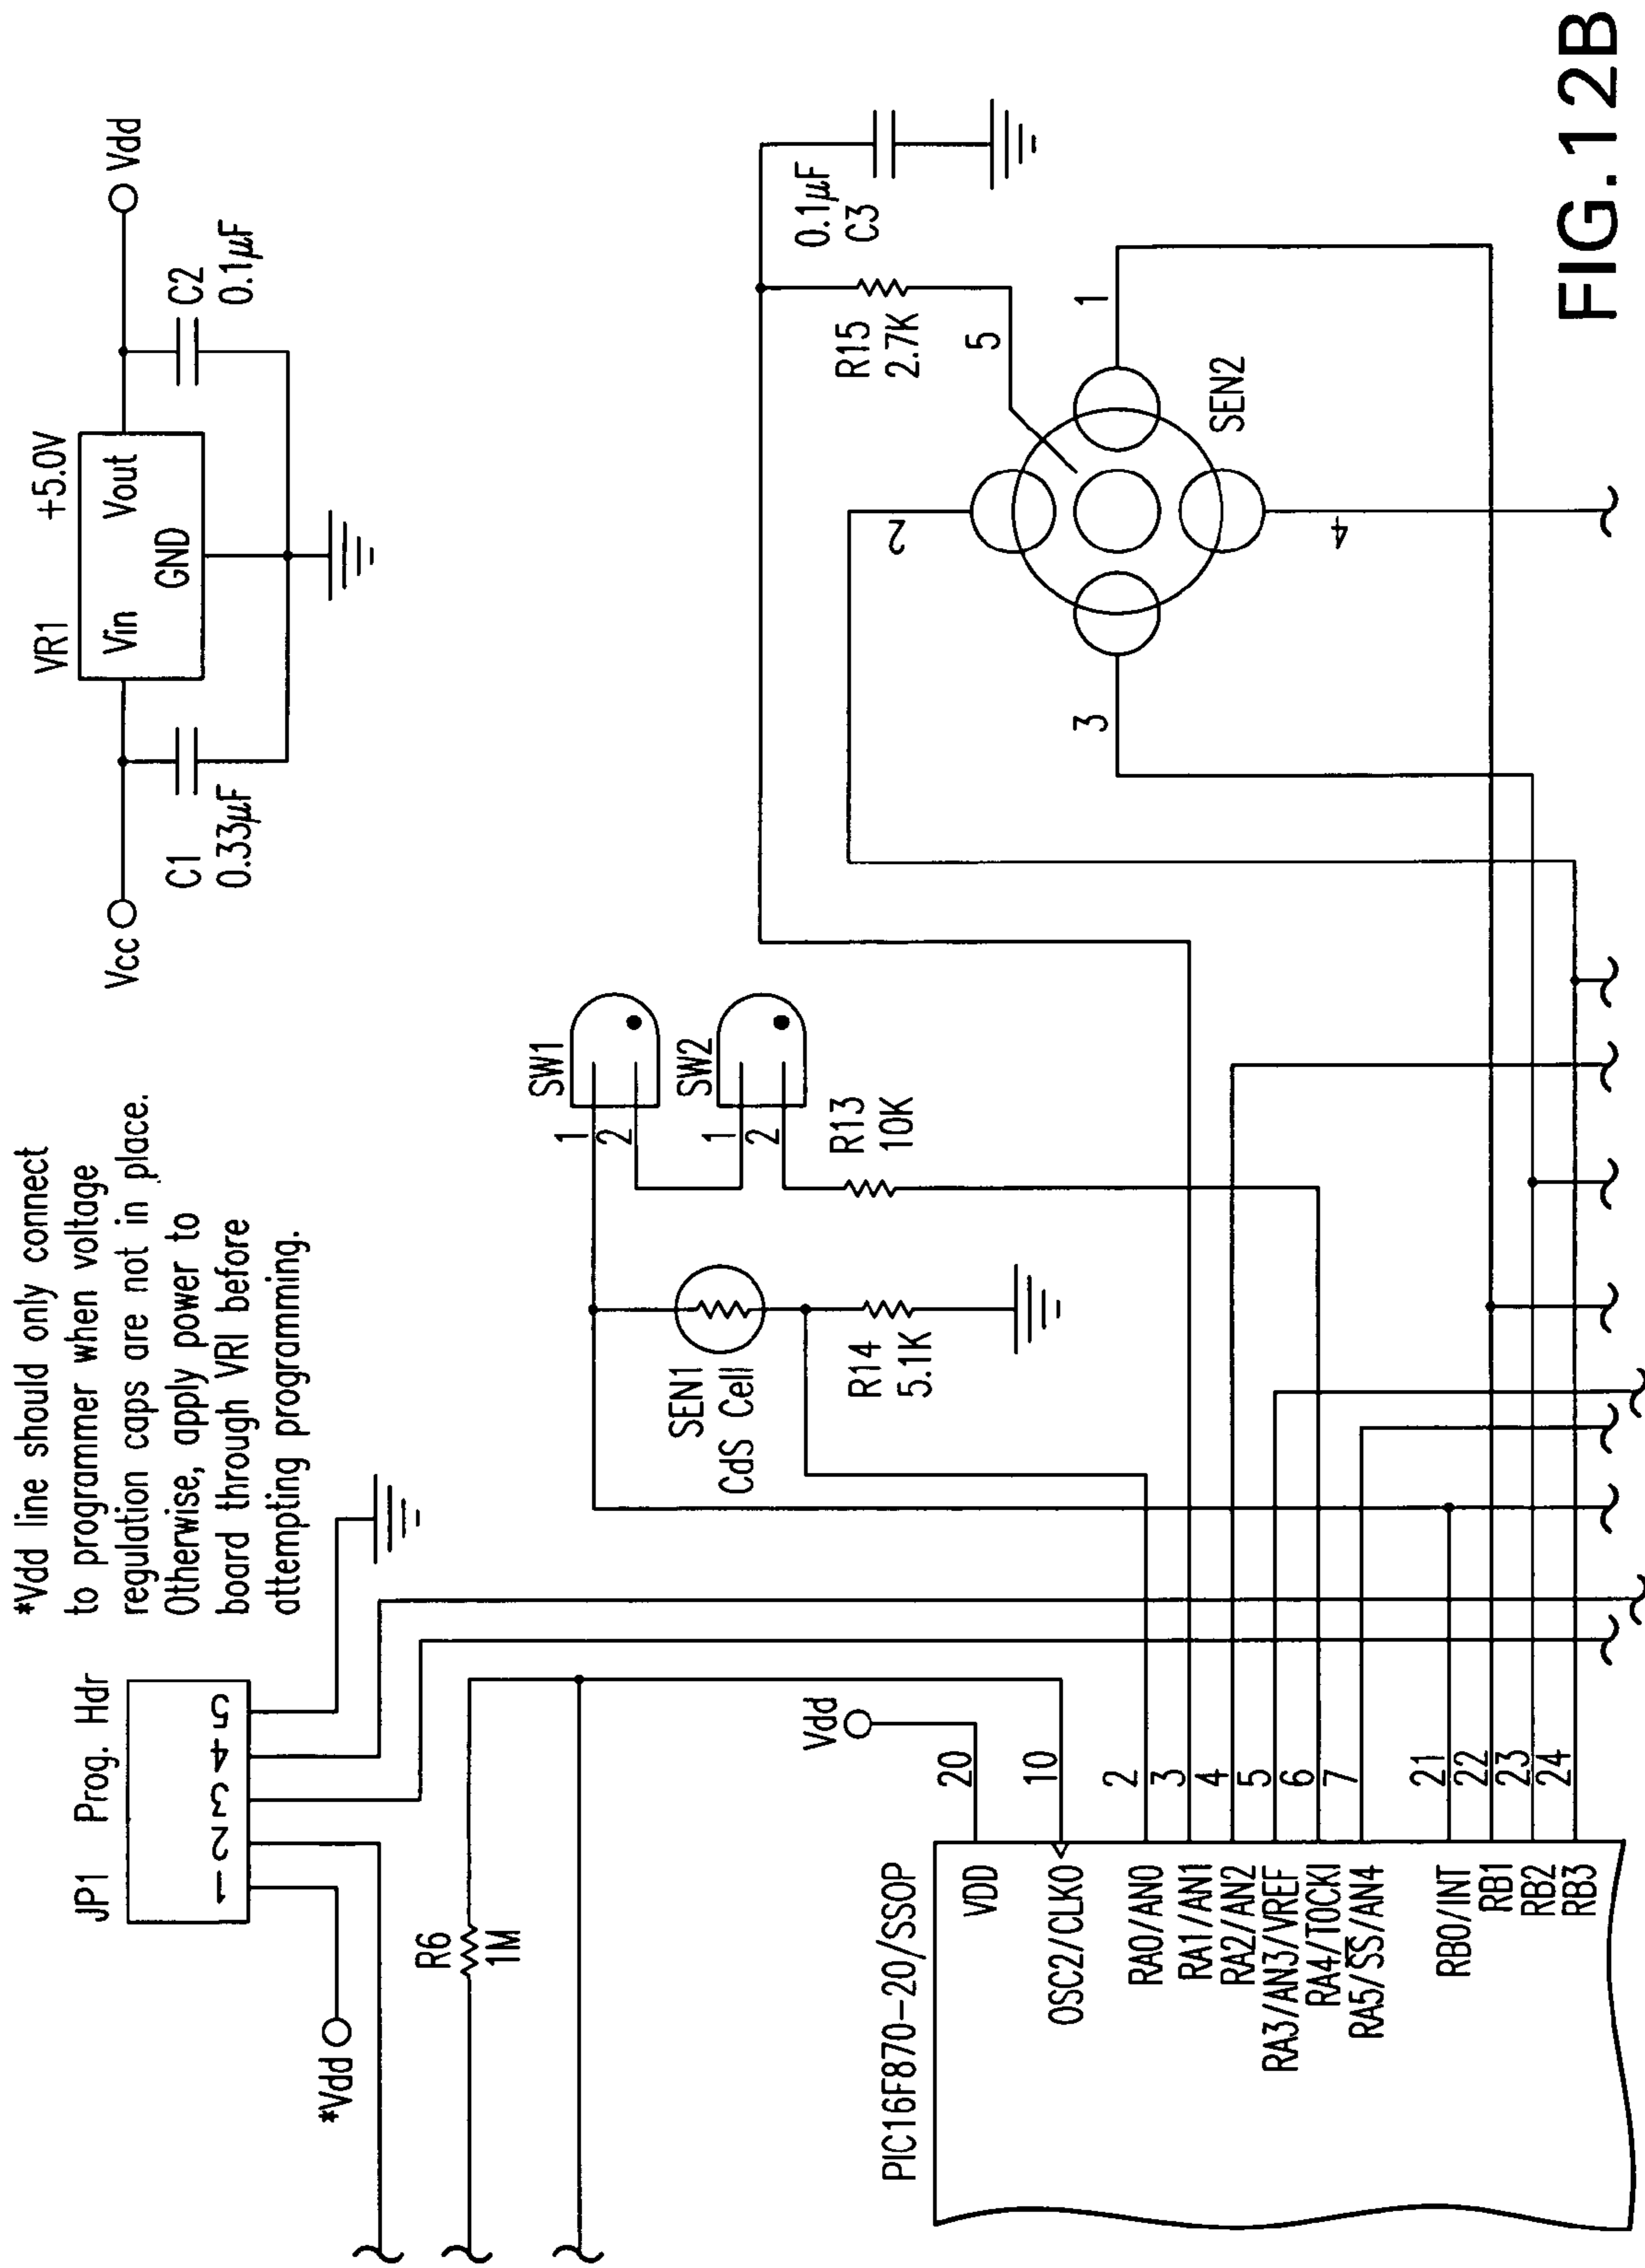 *Vdd line should only connect
to programmer when voltage
regulation caps are not in place.
Otherwise, apply power to
board through VRI before
attempting programming.
JP1 Prog. Hdr
1 2 3 4 5
*Vdd
VR1 +5.0V
Vin Vout
GND
Vcc
Vdd
C1
0.33µF
C2
0.1µF
R6
1M
SW1
1
2
SW2
1
2
R13
10K
SEN1
CdS Cell
R14
5.1K
0.1µF
C3
R15
2.7K
5
1
2
3
4
SEN2
Vdd
PIC16F870-20/SSOP
VDD 20
OSC2/CLKO 10
RA0/AN0 2
RA1/AN1 3
RA2/AN2 4
RA3/AN3/VREF 5
RA4/TOCKI 6
RA5/S̅S̅/AN4 7
RB0/INT 21
RB1 22
RB2 23
RB3 24
FIG. 12B